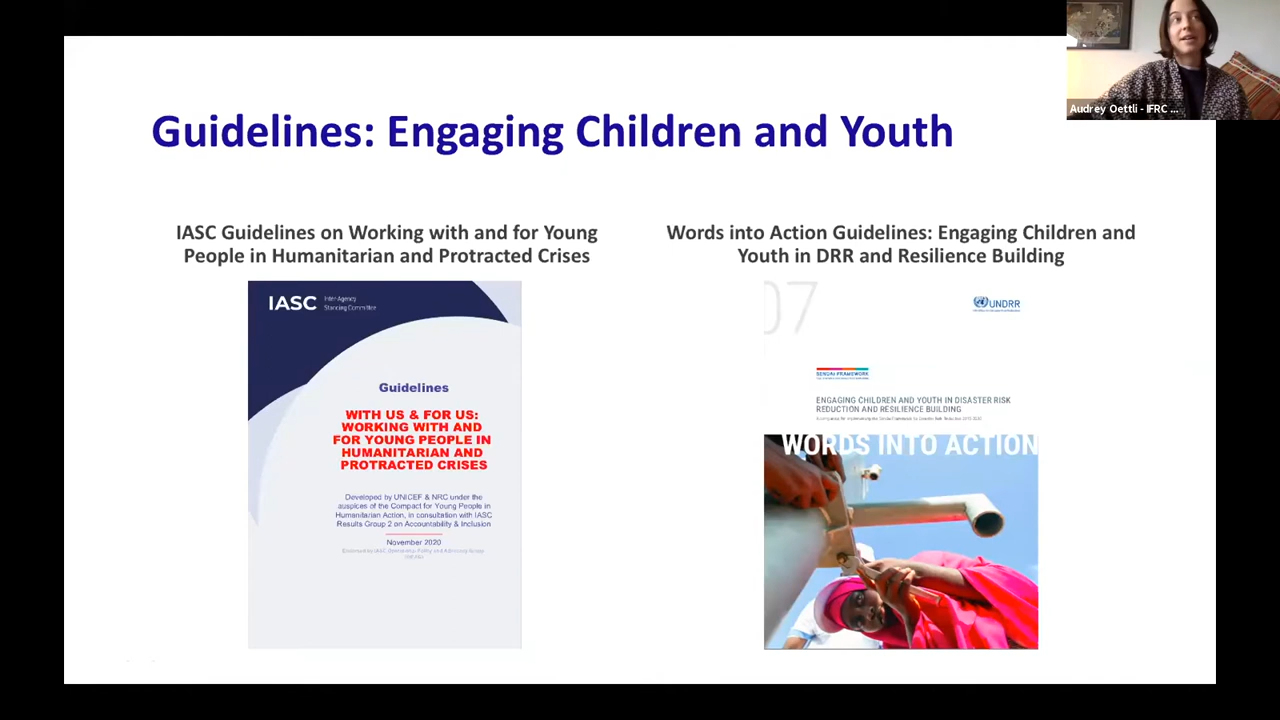 Audrey Oettli - IFRC ...
Guidelines: Engaging Children and Youth
IASC Guidelines on Working with and for Young
People in Humanitarian and Protracted Crises
IASC Inter-Agency
Standing Committee
Guidelines
WITH US & FOR US:
WORKING WITH AND
FOR YOUNG PEOPLE IN
HUMANITARIAN AND
PROTRACTED CRISES
Developed by UNICEF & NRC under the
auspices of the Compact for Young People in
Humanitarian Action, in consultation with IASC
Results Group 2 on Accountability & Inclusion
November 2020
Words into Action Guidelines: Engaging Children and
Youth in DRR and Resilience Building
07
UNDRR
SENDAI FRAMEWORK
ENGAGING CHILDREN AND YOUTH IN DISASTER RISK
REDUCTION AND RESILIENCE BUILDING
WORDS INTO ACTION